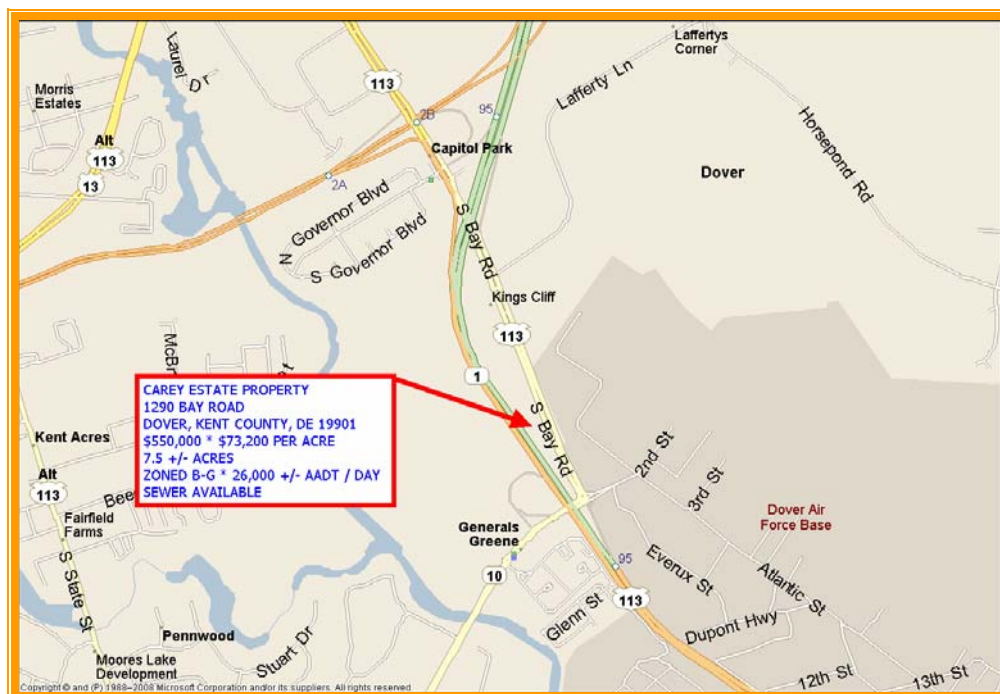 Laffertys
Corner
Laurel Dr
113
Lafferty Ln
Morris
Estates
2B
95
Alt
113
13
Capitol Park
Horsepond Rd
2A
Dover
Governor Blvd
S Bay Rd
N
S Governor Blvd
Kings Cliff
113
McBr
t
1
CAREY ESTATE PROPERTY
1290 BAY ROAD
DOVER, KENT COUNTY, DE 19901
$550,000 * $73,200 PER ACRE
7.5 +/- ACRES
ZONED B-G * 26,000 +/- AADT / DAY
SEWER AVAILABLE
S Bay Rd
Kent Acres
2nd St
Alt
113
3rd St
Bee
Fairfield
Farms
Dover Air
Force Base
Generals
Greene
Everux St
95
S State St
10
Atlantic St
113
Glenn St
Dupont Hwy
Pennwood
Stuart Dr
Moores Lake
Development
12th St
13th St
Copyright © and (P) 1988–2008 Microsoft Corporation and/or its suppliers. All rights reserved.